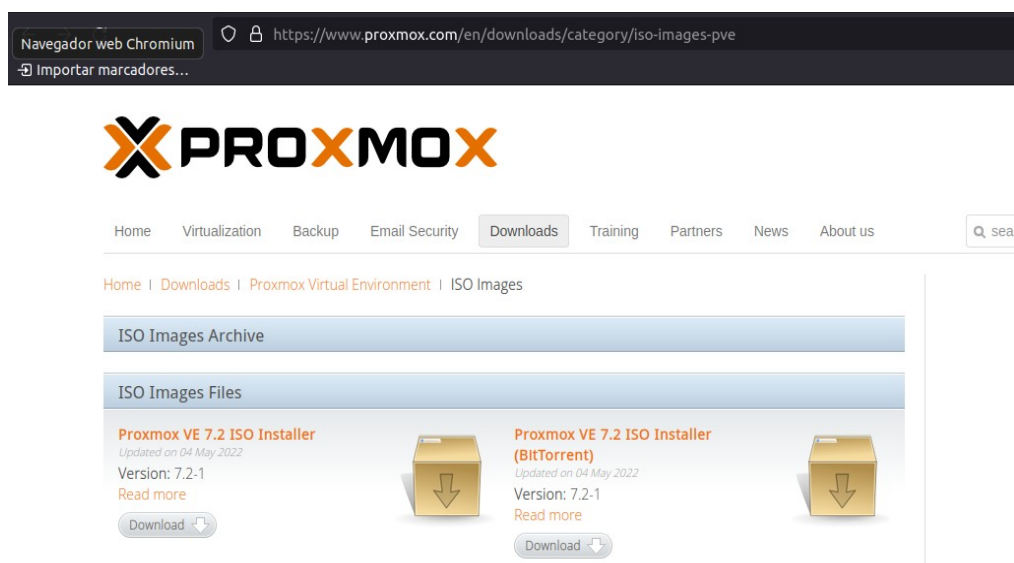 Navegador web Chromium
https://www.proxmox.com/en/downloads/category/iso-images-pve
Importar marcadores...
PROXMOX
Home Virtualization Backup Email Security Downloads Training Partners News About us sea
Home | Downloads | Proxmox Virtual Environment | ISO Images
ISO Images Archive
ISO Images Files
Proxmox VE 7.2 ISO Installer
Updated on 04 May 2022
Version: 7.2-1
Read more
Download
Proxmox VE 7.2 ISO Installer
(BitTorrent)
Updated on 04 May 2022
Version: 7.2-1
Read more
Download